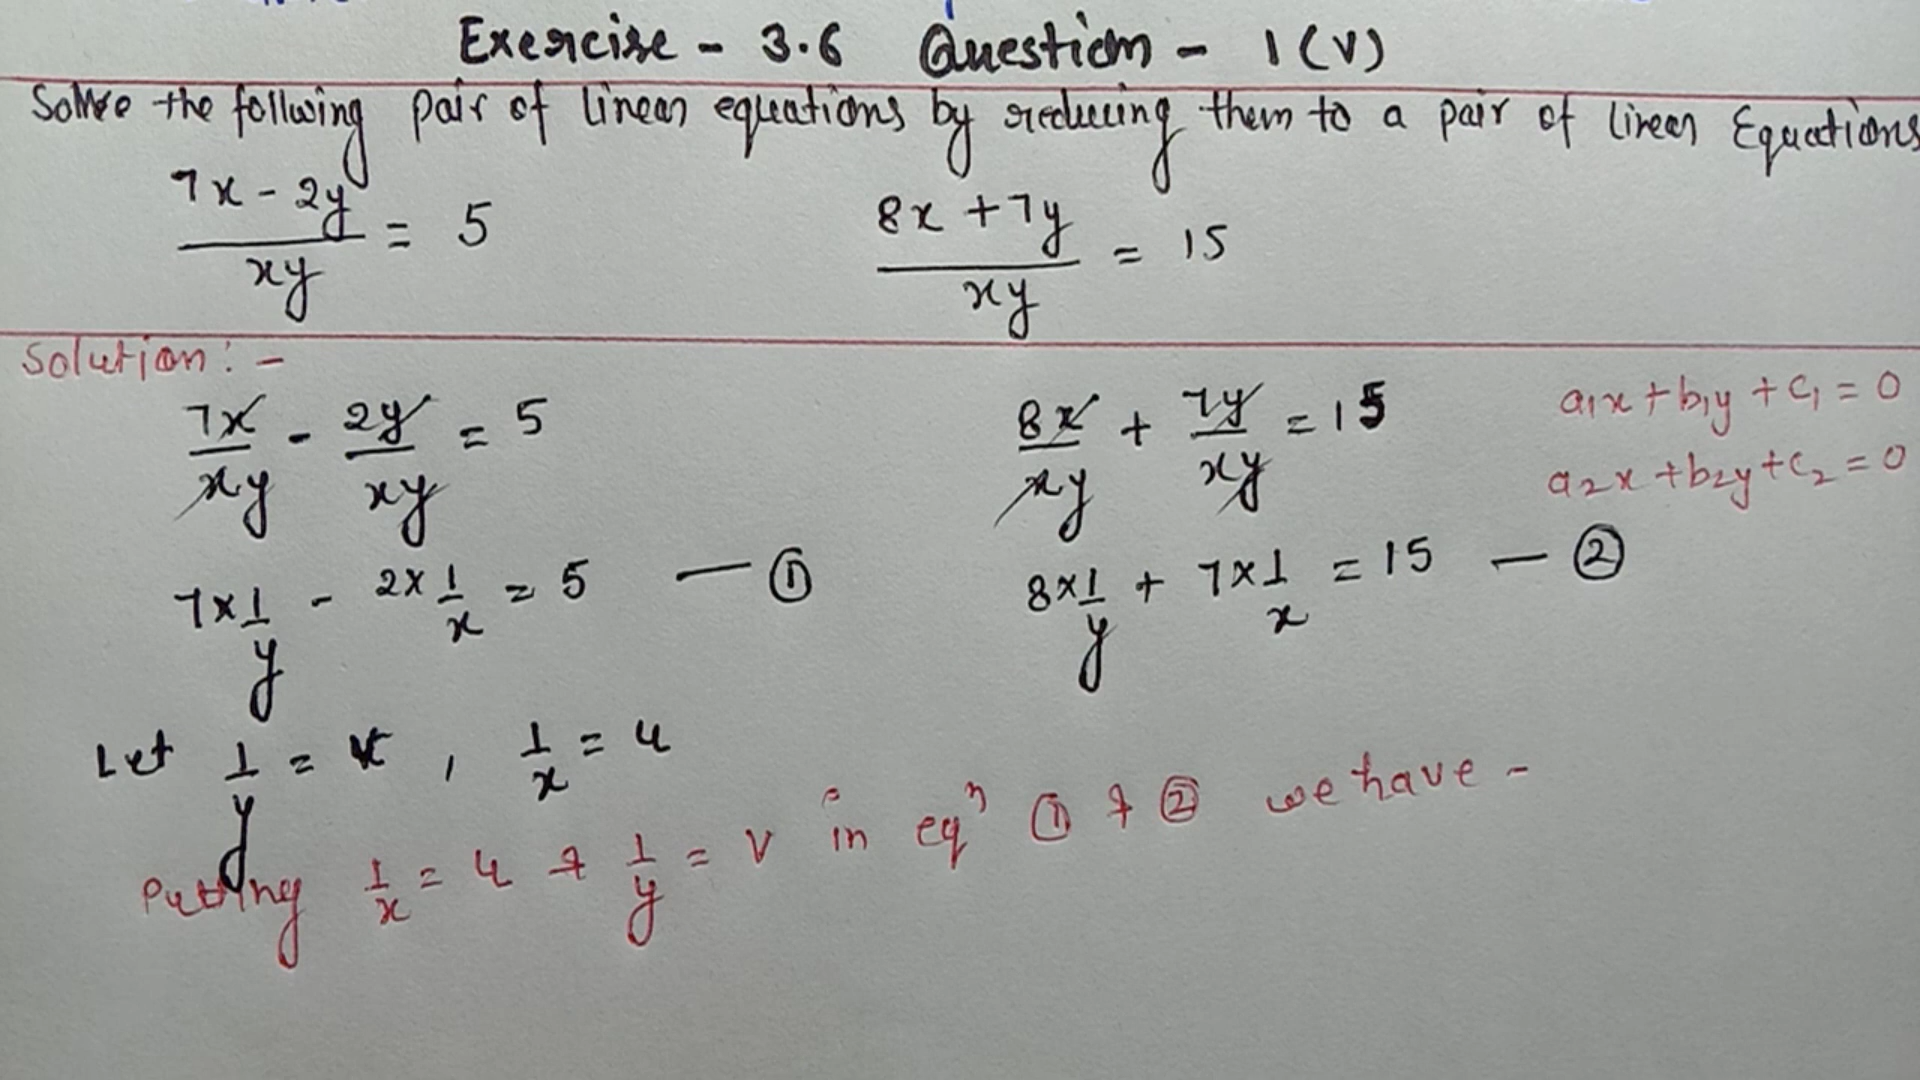 Exercise - 3.6 Question - 1 (V)
Solve the follwing pair of linear equations by reducing them to a pair of linear Equations
7x - 2y / xy = 5
8x + 7y / xy = 15
Solution: -
7x/xy - 2y/xy = 5
8x/xy + 7y/xy = 15
a1x + b1y + c1 = 0
a2x + b2y + c2 = 0
7 × 1/y - 2 × 1/x = 5 — ①
8 × 1/y + 7 × 1/x = 15 — ②
Let 1/y = v , 1/x = u
Putting 1/x = u & 1/y = v in eqn ① & ② we have -